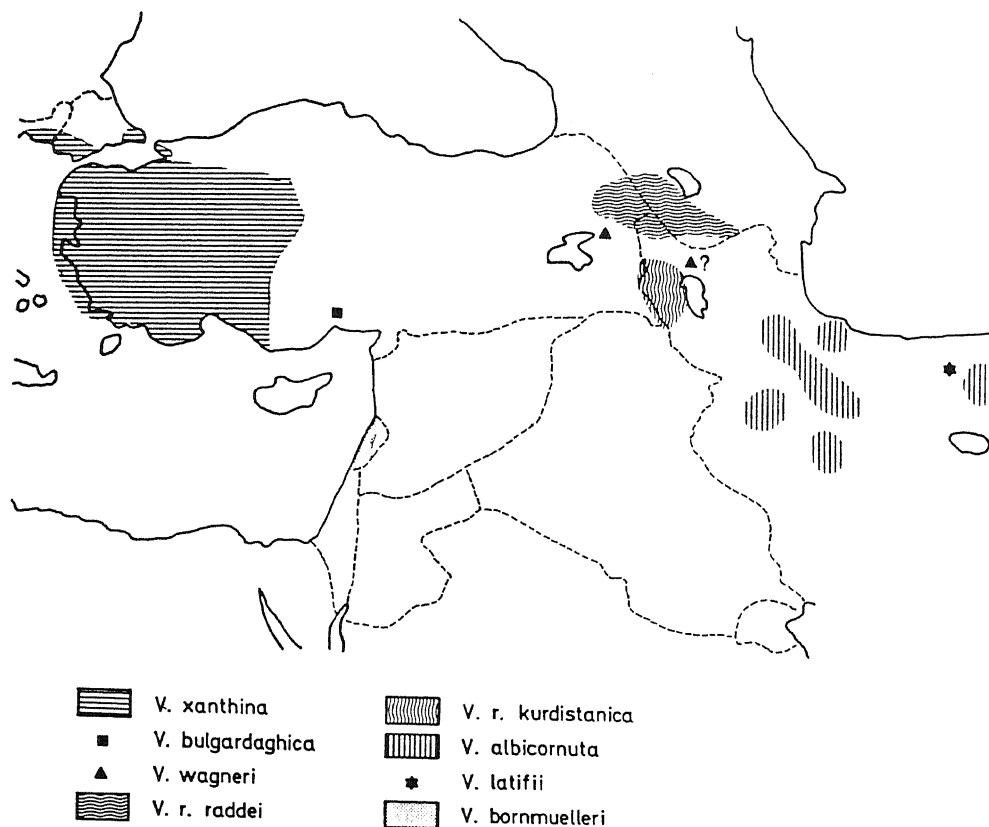 ?
V. xanthina
V. bulgardaghica
V. wagneri
V. r. raddei
V. r. kurdistanica
V. albicornuta
V. latifii
V. bornmuelleri